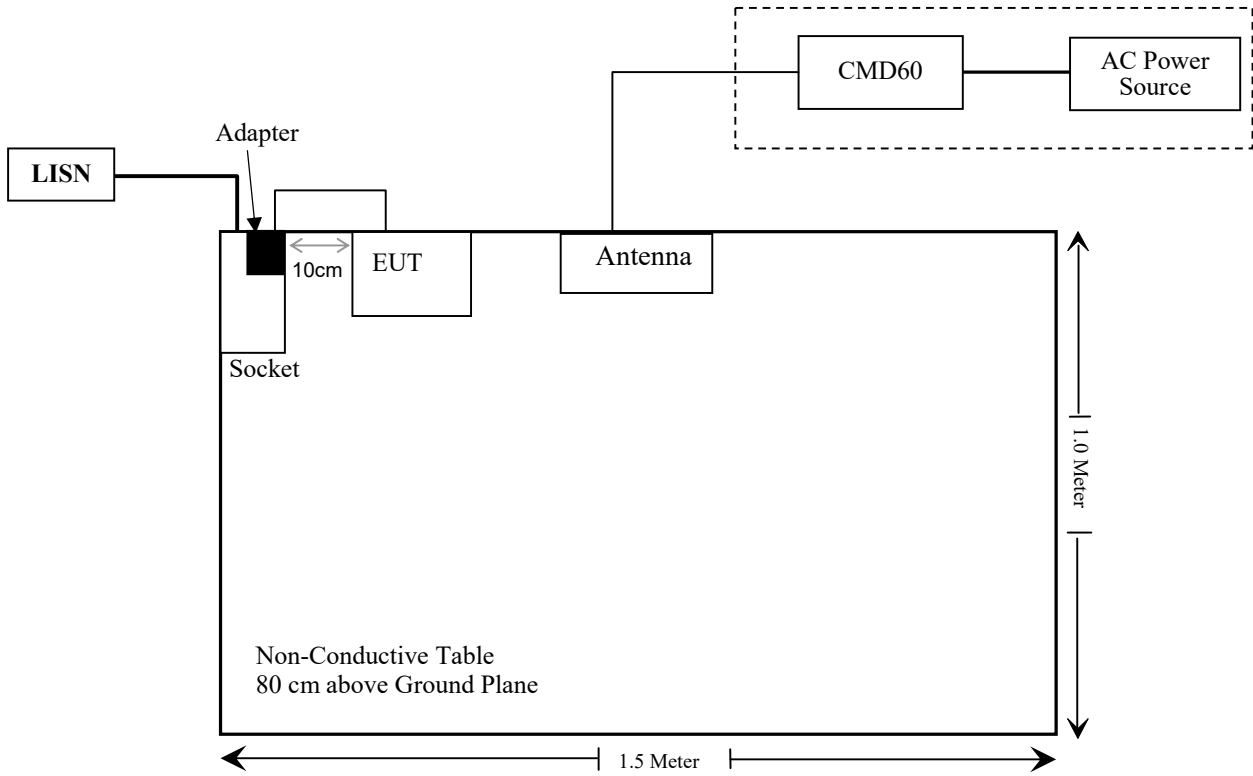 CMD60
AC Power
Source
Adapter
LISN
10cm
EUT
Antenna
Socket
1.0 Meter
Non-Conductive Table
80 cm above Ground Plane
1.5 Meter